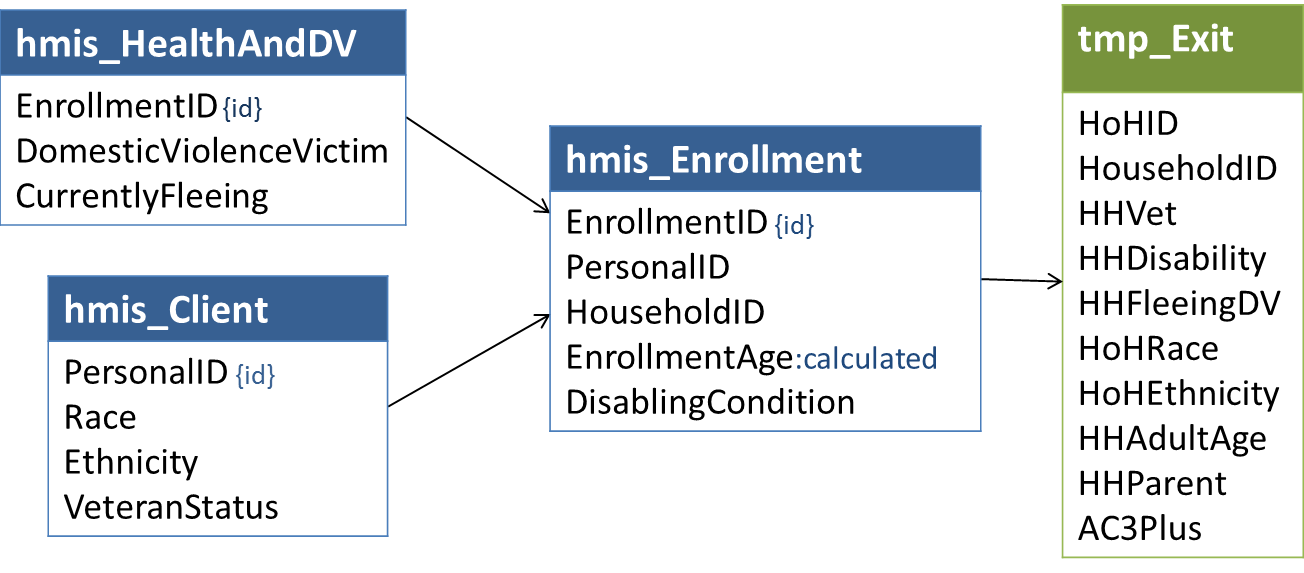 hmis_HealthAndDV
EnrollmentID {id}
DomesticViolenceVictim
CurrentlyFleeing
hmis_Client
PersonalID {id}
Race
Ethnicity
VeteranStatus
hmis_Enrollment
EnrollmentID {id}
PersonalID
HouseholdID
EnrollmentAge:calculated
DisablingCondition
tmp_Exit
HoHID
HouseholdID
HHVet
HHDisability
HHFleeingDV
HoHRace
HoHEthnicity
HHAdultAge
HHParent
AC3Plus